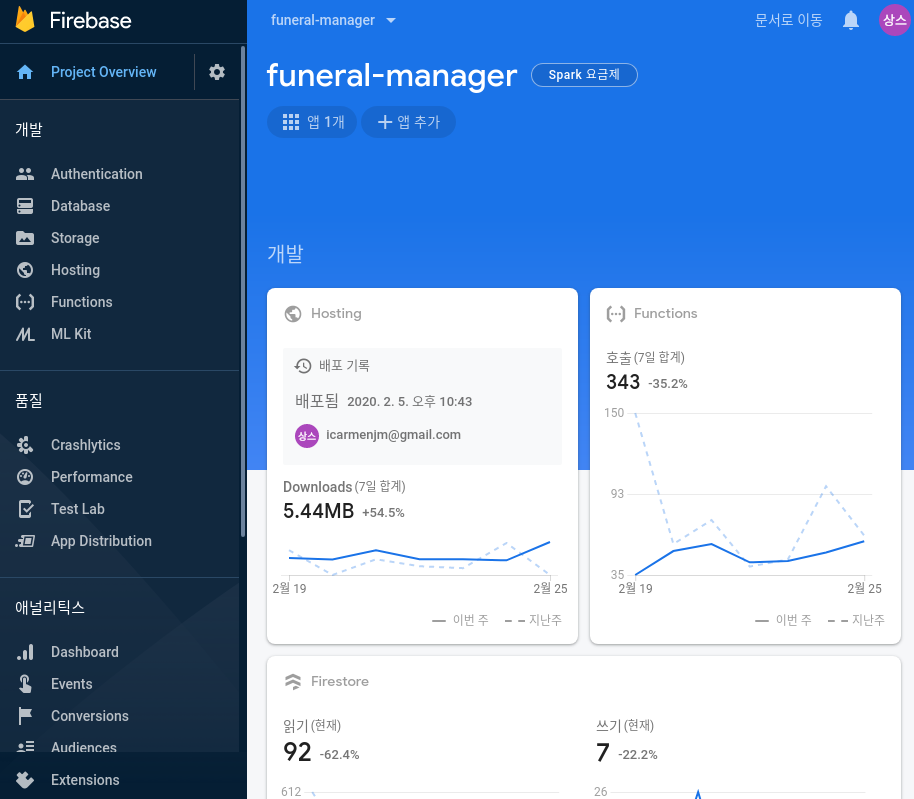 Firebase
Project Overview
개발
Authentication
Database
Storage
Hosting
Functions
ML Kit
품질
Crashlytics
Performance
Test Lab
App Distribution
애널리틱스
Dashboard
Events
Conversions
Audiences
Extensions
funeral-manager
문서로 이동
상스
funeral-manager
Spark 요금제
앱 1개
앱 추가
개발
Hosting
배포 기록
배포됨 2020. 2. 5. 오후 10:43
상스 icarmenjm@gmail.com
Downloads (7일 합계)
5.44MB +54.5%
2월 19 2월 25
이번 주 지난주
Functions
호출 (7일 합계)
343 -35.2%
150
93
35
2월 19 2월 25
이번 주 지난주
Firestore
읽기 (현재)
92 -62.4%
612
쓰기 (현재)
7 -22.2%
26